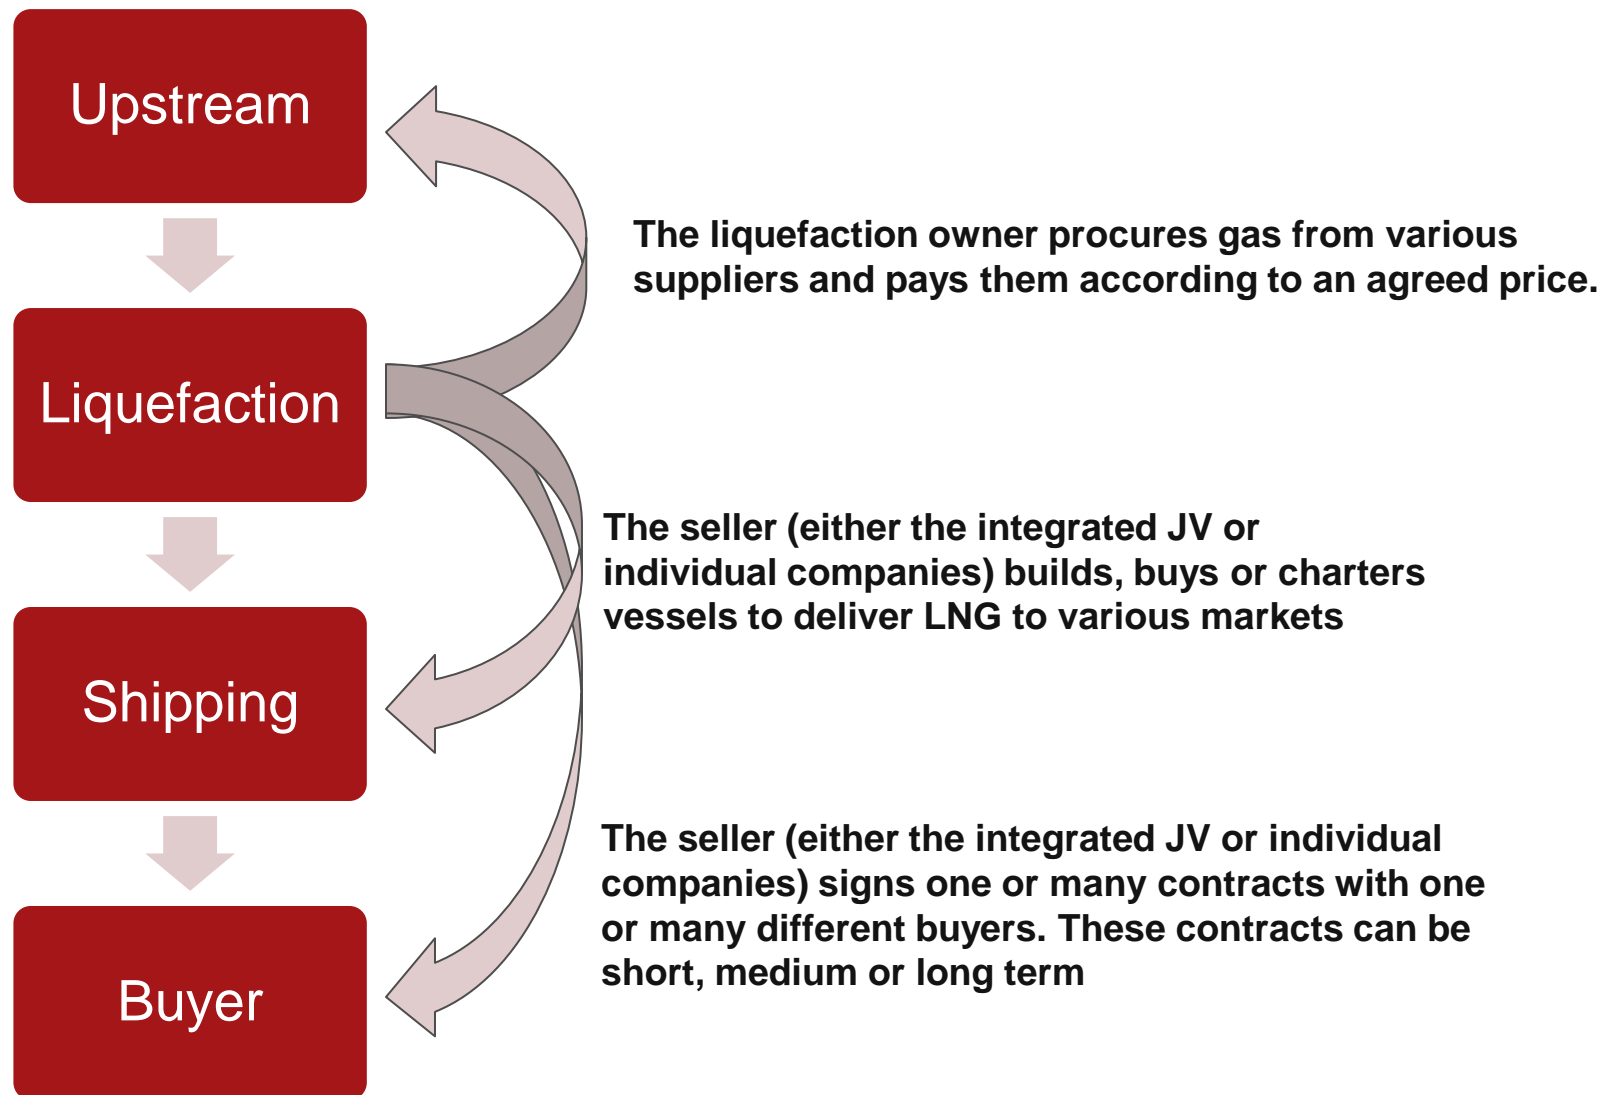 Upstream
The liquefaction owner procures gas from various
suppliers and pays them according to an agreed price.
Liquefaction
The seller (either the integrated JV or
individual companies) builds, buys or charters
vessels to deliver LNG to various markets
Shipping
The seller (either the integrated JV or individual
companies) signs one or many contracts with one
or many different buyers. These contracts can be
short, medium or long term
Buyer